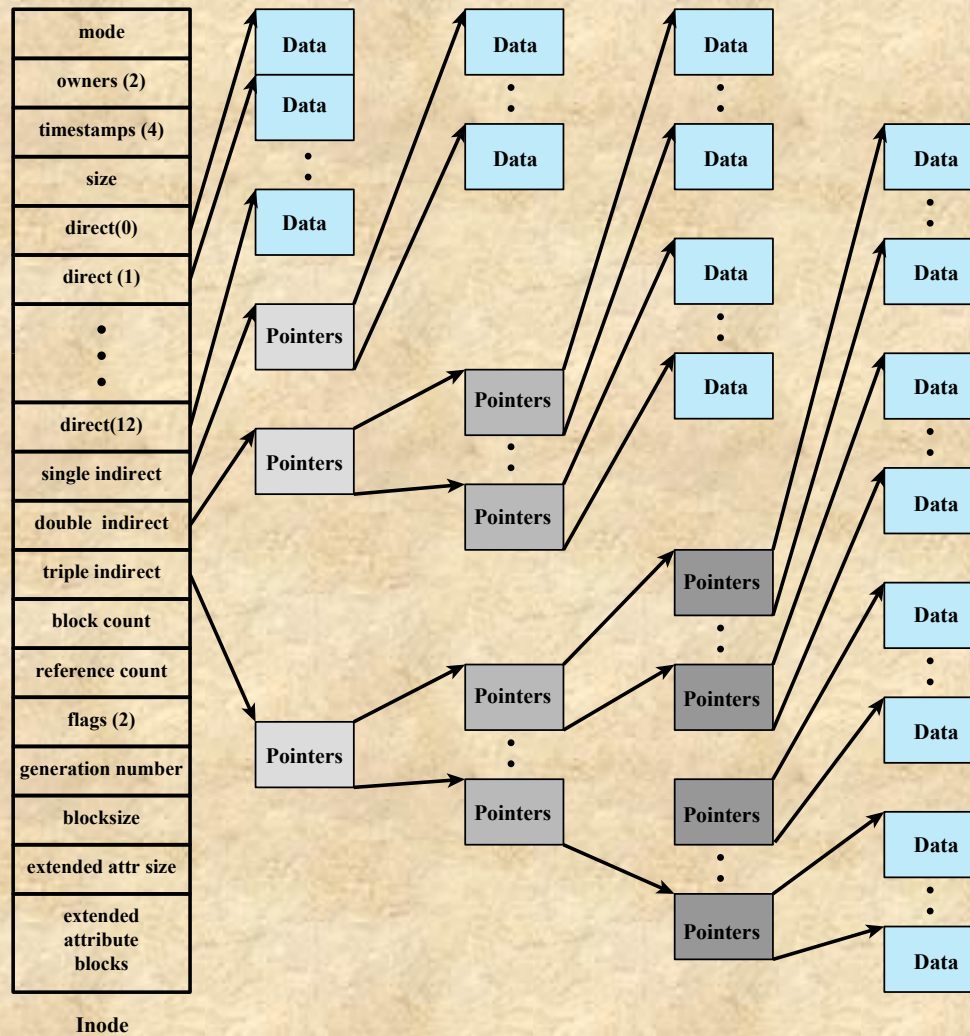 mode
owners (2)
timestamps (4)
size
direct(0)
direct (1)
direct(12)
single indirect
double indirect
triple indirect
block count
reference count
flags (2)
generation number
blocksize
extended attr size
extended
attribute
blocks
Inode
Data
Data
Data
Pointers
Pointers
Pointers
Data
Data
Pointers
Pointers
Pointers
Pointers
Data
Data
Data
Data
Pointers
Pointers
Pointers
Pointers
Data
Data
Data
Data
Data
Data
Data
Data